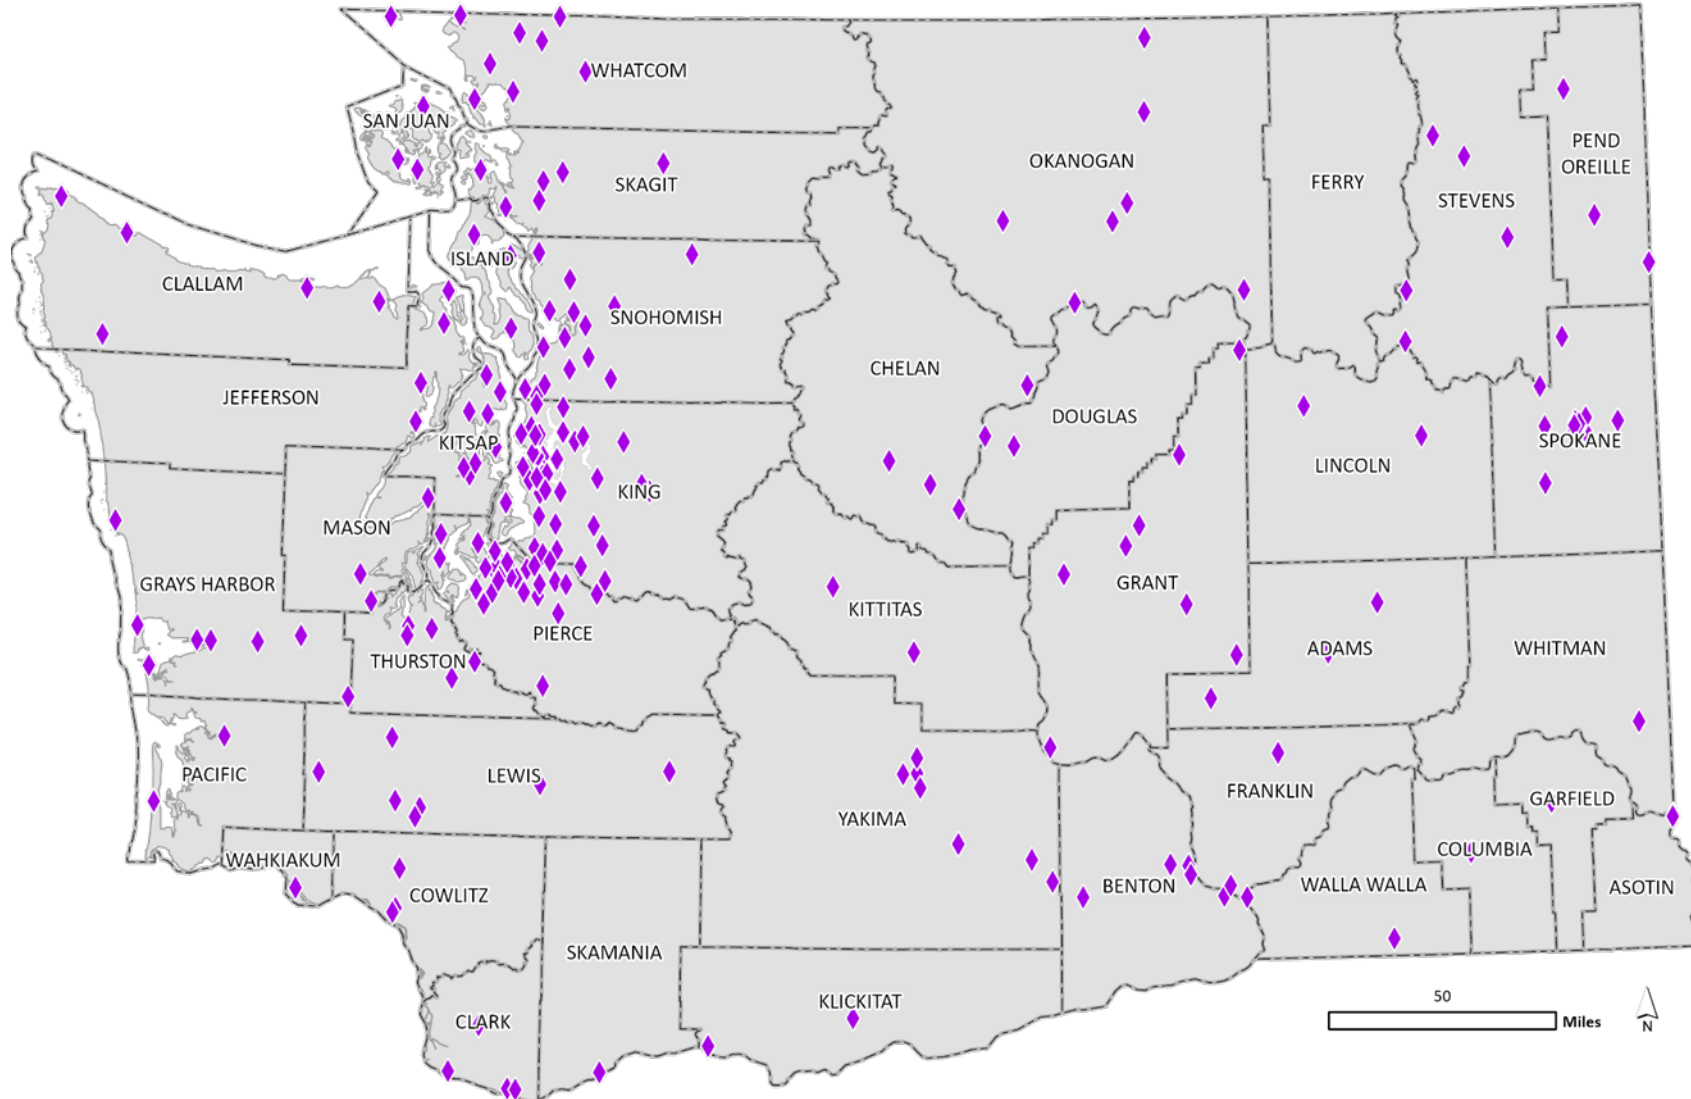 WHATCOM
SAN JUAN
SKAGIT
OKANOGAN
FERRY
STEVENS
PEND
OREILLE
CLALLAM
ISLAND
SNOHOMISH
CHELAN
DOUGLAS
JEFFERSON
KITSAP
KING
LINCOLN
SPOKANE
MASON
GRAYS HARBOR
GRANT
KITTITAS
PIERCE
THURSTON
ADAMS
WHITMAN
PACIFIC
LEWIS
YAKIMA
FRANKLIN
GARFIELD
WAHKIAKUM
COWLITZ
BENTON
WALLA WALLA
COLUMBIA
ASOTIN
SKAMANIA
KLICKITAT
CLARK
50
Miles
N